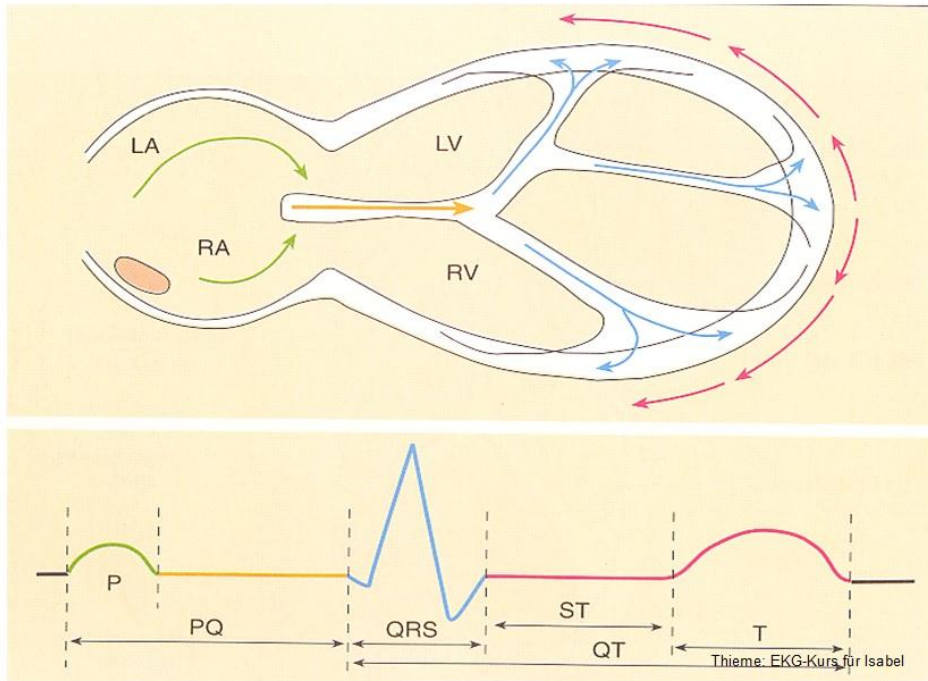 LA
LV
RA
RV
P
PQ
QRS
ST
QT
T
Thieme: EKG-Kurs für Isabel